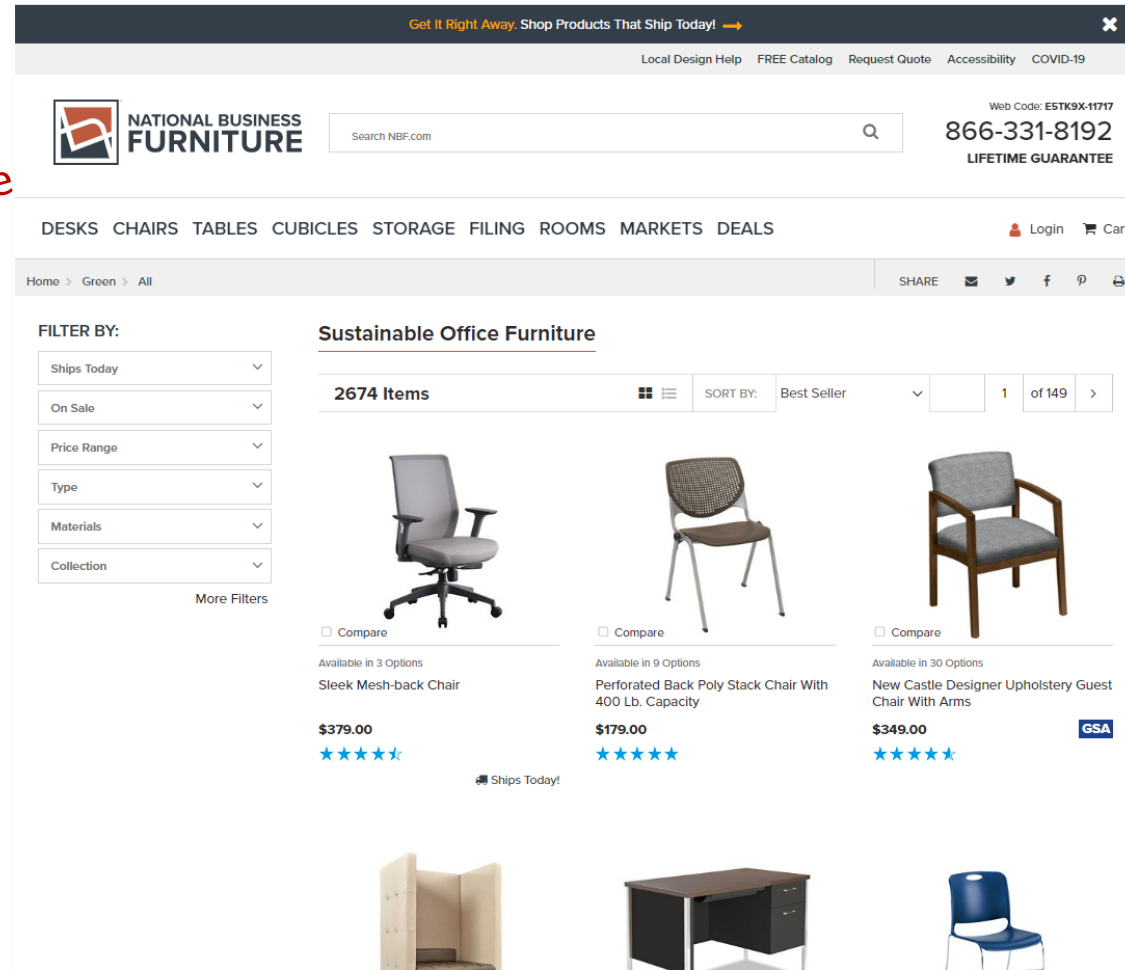 Get It Right Away. Shop Products That Ship Today!
Local Design Help FREE Catalog Request Quote Accessibility COVID-19
NATIONAL BUSINESS
FURNITURE
Search NBF.com
Web Code: E5TK9X-11717
866-331-8192
LIFETIME GUARANTEE
e
DESKS CHAIRS TABLES CUBICLES STORAGE FILING ROOMS MARKETS DEALS
Login Car
Home > Green > All
SHARE
FILTER BY:
Ships Today
On Sale
Price Range
Type
Materials
Collection
More Filters
Sustainable Office Furniture
2674 Items
SORT BY: Best Seller
1 of 149 >
Compare
Available in 3 Options
Sleek Mesh-back Chair
$379.00
Ships Today!
Compare
Available in 9 Options
Perforated Back Poly Stack Chair With
400 Lb. Capacity
$179.00
Compare
Available in 30 Options
New Castle Designer Upholstery Guest
Chair With Arms
$349.00
GSA